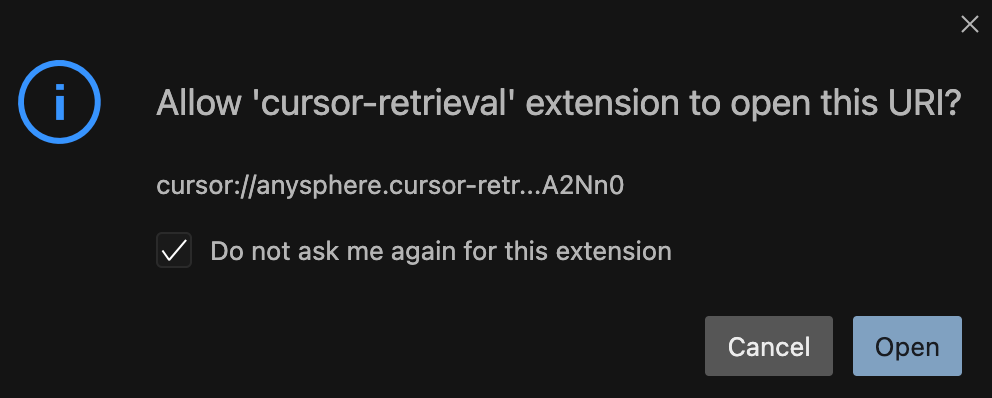 Allow 'cursor-retrieval' extension to open this URI?
cursor://anysphere.cursor-retr...A2Nn0
Do not ask me again for this extension
Cancel
Open